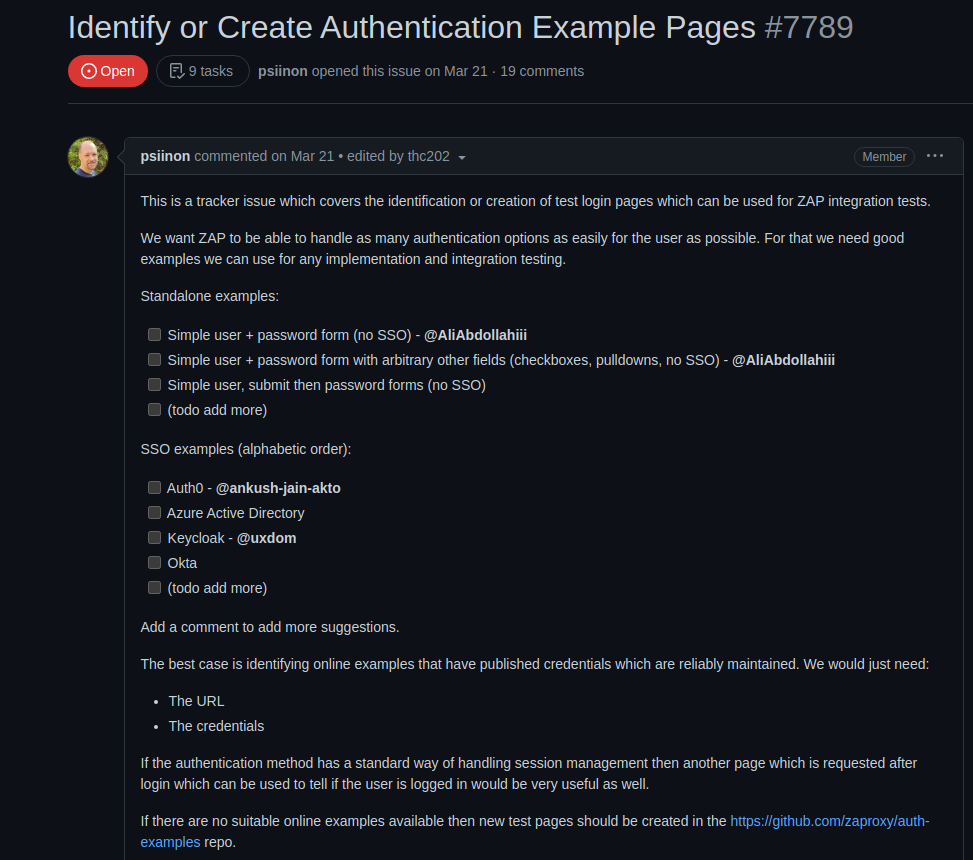 Identify or Create Authentication Example Pages #7789
Open 9 tasks psiinon opened this issue on Mar 21 · 19 comments
psiinon commented on Mar 21 • edited by thc202 Member
This is a tracker issue which covers the identification or creation of test login pages which can be used for ZAP integration tests.
We want ZAP to be able to handle as many authentication options as easily for the user as possible. For that we need good
examples we can use for any implementation and integration testing.
Standalone examples:
Simple user + password form (no SSO) - @AliAbdollahiii
Simple user + password form with arbitrary other fields (checkboxes, pulldowns, no SSO) - @AliAbdollahiii
Simple user, submit then password forms (no SSO)
(todo add more)
SSO examples (alphabetic order):
Auth0 - @ankush-jain-akto
Azure Active Directory
Keycloak - @uxdom
Okta
(todo add more)
Add a comment to add more suggestions.
The best case is identifying online examples that have published credentials which are reliably maintained. We would just need:
• The URL
• The credentials
If the authentication method has a standard way of handling session management then another page which is requested after
login which can be used to tell if the user is logged in would be very useful as well.
If there are no suitable online examples available then new test pages should be created in the https://github.com/zaproxy/auth-
examples repo.